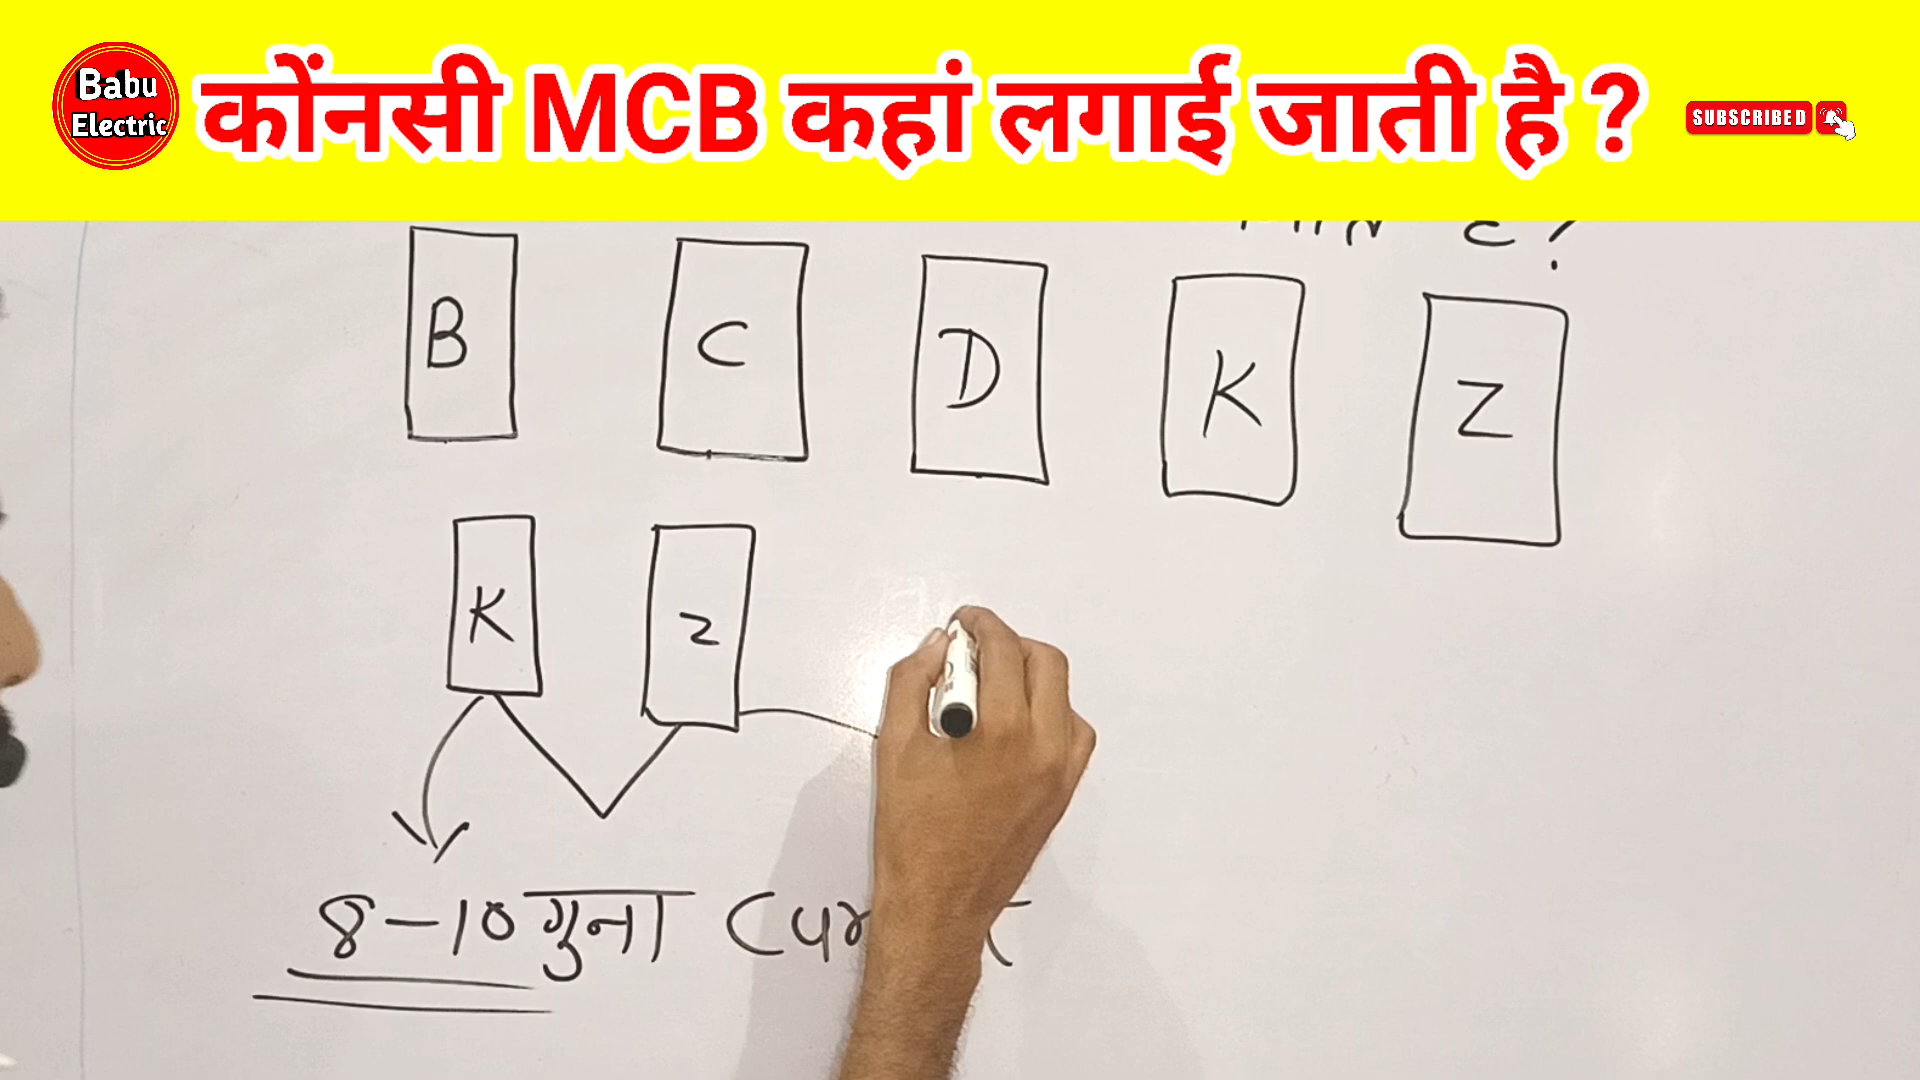 Babu
Electric
कोंनसी MCB कहां लगाई जाती है ?
SUBSCRIBED
B C D K Z
K Z
8-10 गुना